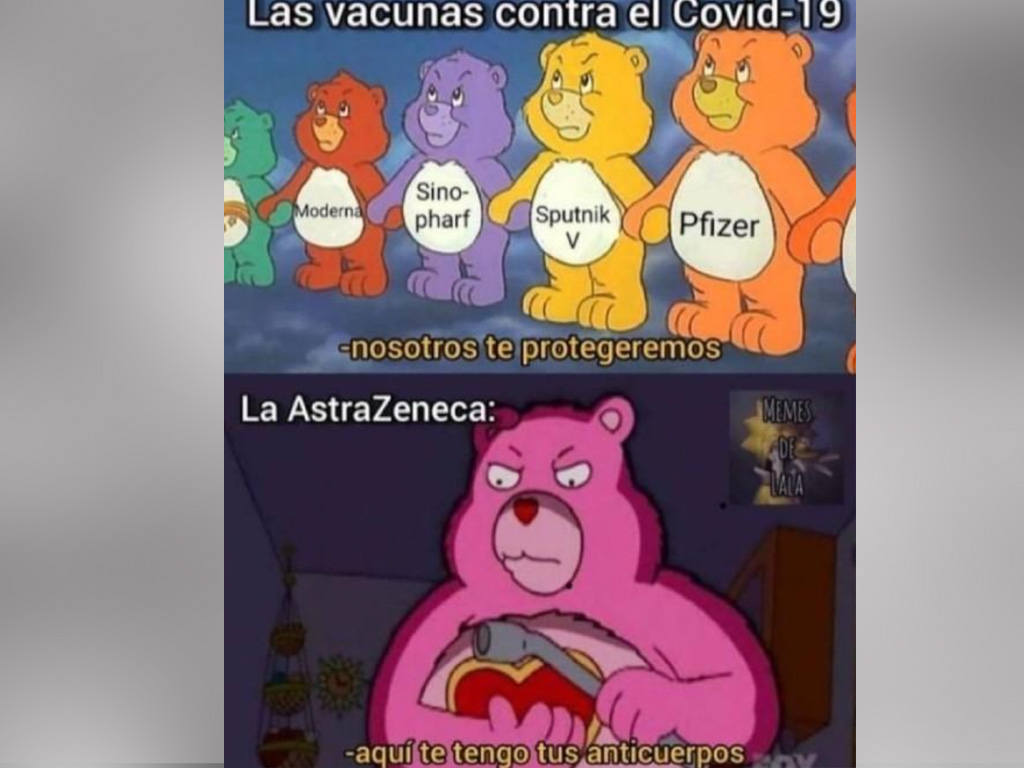 Las vacunas contra el Covid-19
Moderna
Sino-
pharf
Sputnik
V
Pfizer
-nosotros te protegeremos
La AstraZeneca:
MEMES
DE
LALA
-aquí te tengo tus anticuerpos